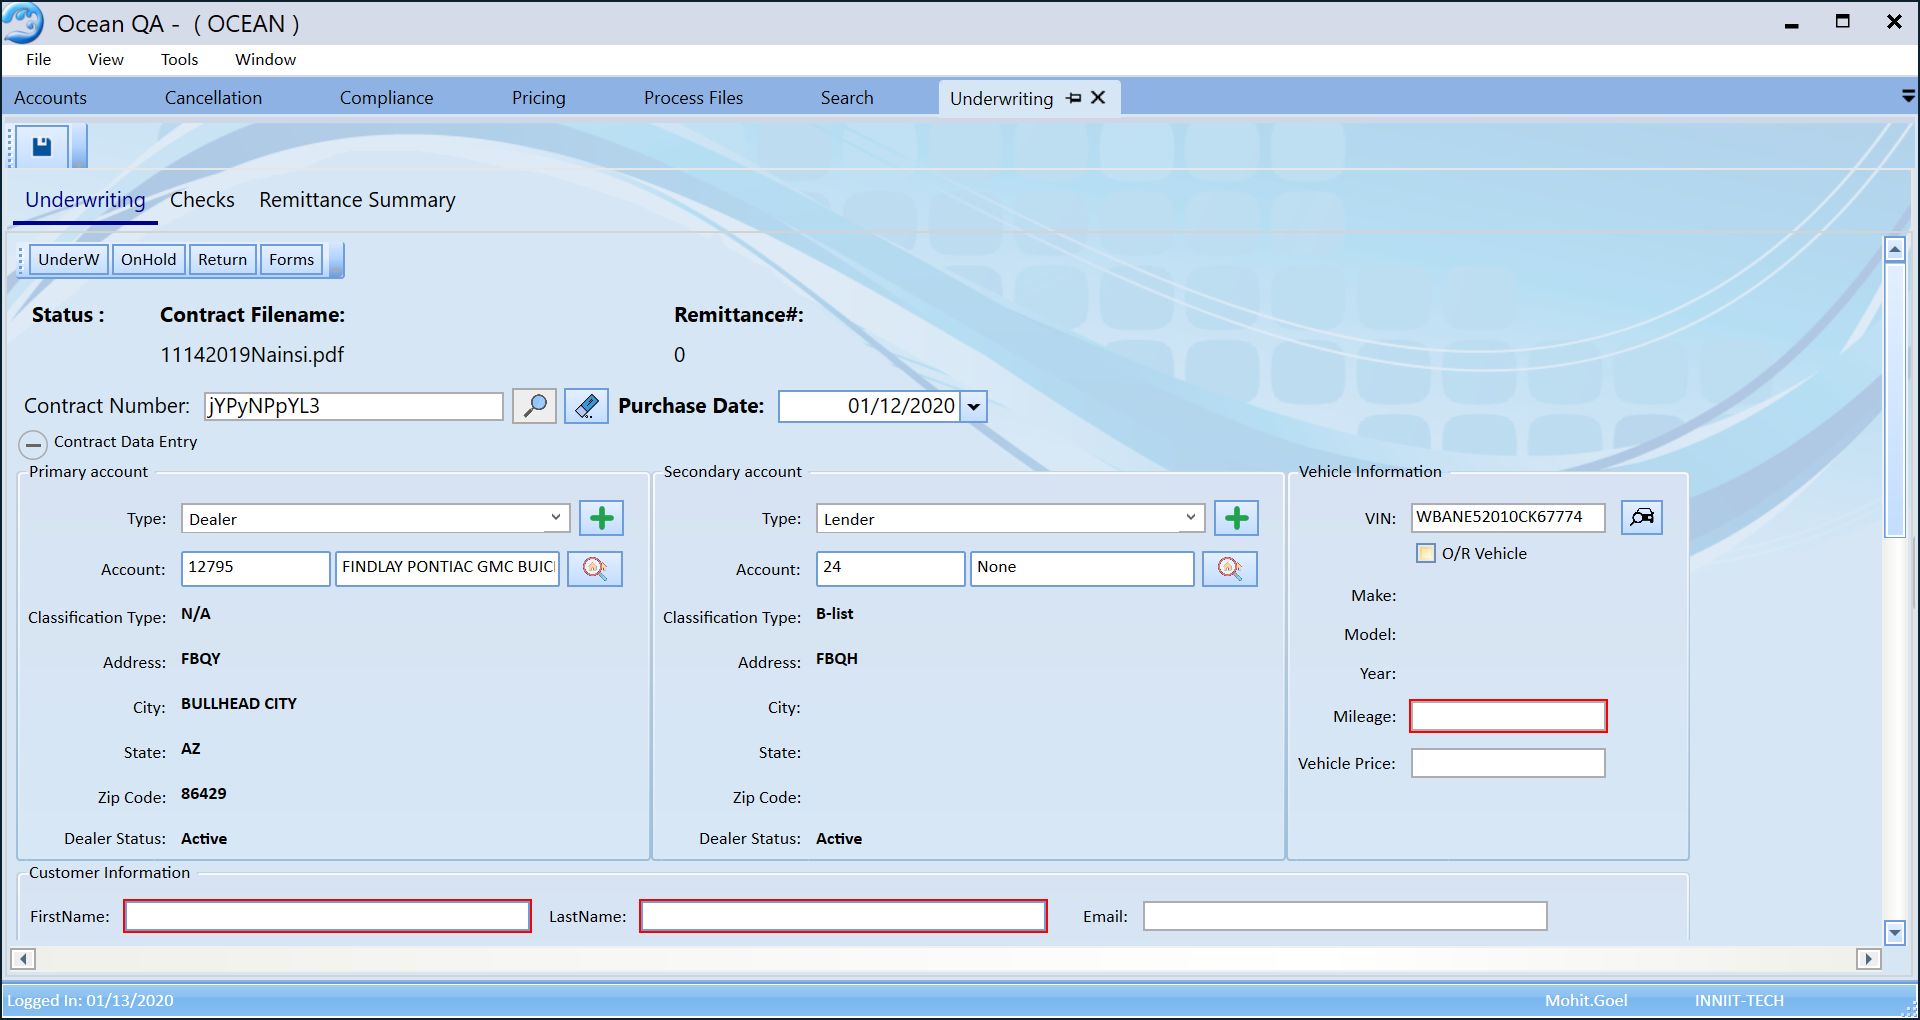 Ocean QA - ( OCEAN )
File View Tools Window
Accounts Cancellation Compliance Pricing Process Files Search Underwriting
Underwriting Checks Remittance Summary
UnderW OnHold Return Forms
Status : Contract Filename: Remittance#:
11142019Nainsi.pdf 0
Contract Number: jYPyNPpYL3 Purchase Date: 01/12/2020
Contract Data Entry
Primary account Secondary account Vehicle Information
Type: Dealer Type: Lender VIN: WBANE52010CK67774
O/R Vehicle
Account: 12795 FINDLAY PONTIAC GMC BUIC Account: 24 None
Make:
Classification Type: N/A Classification Type: B-list
Model:
Address: FBQY Address: FBQH
Year:
City: BULLHEAD CITY City:
Mileage:
State: AZ State:
Vehicle Price:
Zip Code: 86429 Zip Code:
Dealer Status: Active Dealer Status: Active
Customer Information
FirstName: LastName: Email:
Logged In: 01/13/2020 Mohit.Goel INNIIT-TECH